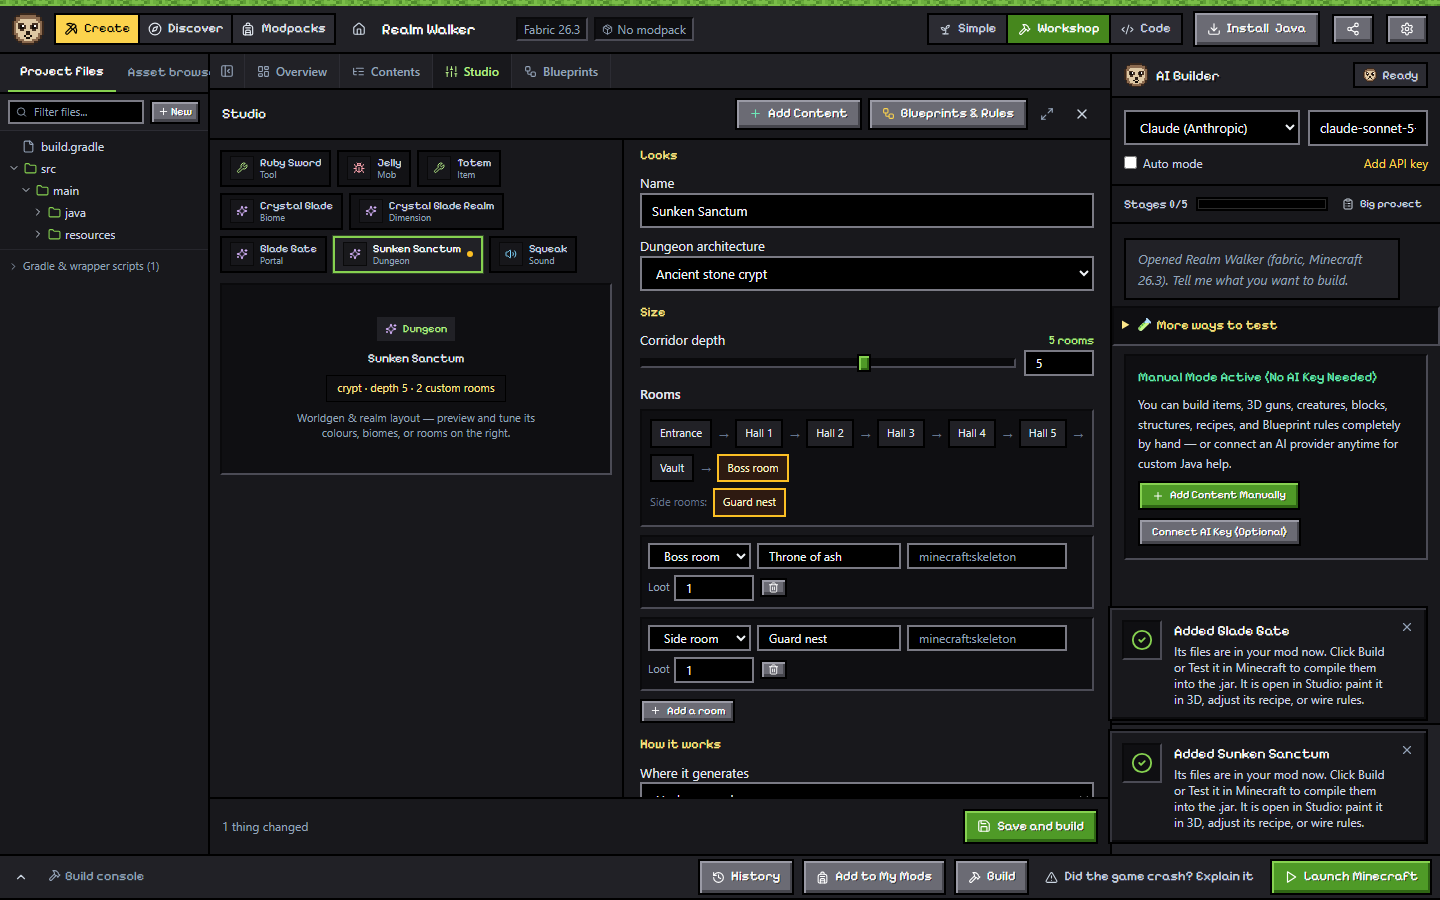 Create
Discover
Modpacks
Realm Walker
Fabric 26.3
No modpack
Simple
Workshop
Code
Install Java
Project files
Asset brows
Overview
Contents
Studio
Blueprints
AI Builder
Ready
Filter files...
New
build.gradle
src
main
java
resources
Gradle & wrapper scripts (1)
Studio
Add Content
Blueprints & Rules
Ruby Sword
Tool
Jelly
Mob
Totem
Item
Crystal Glade
Biome
Crystal Glade Realm
Dimension
Glade Gate
Portal
Sunken Sanctum
Dungeon
Squeak
Sound
Dungeon
Sunken Sanctum
crypt · depth 5 · 2 custom rooms
Worldgen & realm layout — preview and tune its
colours, biomes, or rooms on the right.
Looks
Name
Sunken Sanctum
Dungeon architecture
Ancient stone crypt
Size
Corridor depth
5 rooms
5
Rooms
Entrance → Hall 1 → Hall 2 → Hall 3 → Hall 4 → Hall 5 →
Vault → Boss room
Side rooms: Guard nest
Boss room
Throne of ash
minecraft:skeleton
Loot
1
Side room
Guard nest
minecraft:skeleton
Loot
1
Add a room
How it works
Where it generates
1 thing changed
Save and build
Claude (Anthropic)
claude-sonnet-5-
Auto mode
Add API key
Stages 0/5
Big project
Opened Realm Walker (fabric, Minecraft
26.3). Tell me what you want to build.
More ways to test
Manual Mode Active (No AI Key Needed)
You can build items, 3D guns, creatures, blocks,
structures, recipes, and Blueprint rules completely
by hand — or connect an AI provider anytime for
custom Java help.
Add Content Manually
Connect AI Key (Optional)
Added Glade Gate
Its files are in your mod now. Click Build
or Test it in Minecraft to compile them
into the .jar. It is open in Studio: paint it
in 3D, adjust its recipe, or wire rules.
Added Sunken Sanctum
Its files are in your mod now. Click Build
or Test it in Minecraft to compile them
into the .jar. It is open in Studio: paint it
in 3D, adjust its recipe, or wire rules.
Build console
History
Add to My Mods
Build
Did the game crash? Explain it
Launch Minecraft